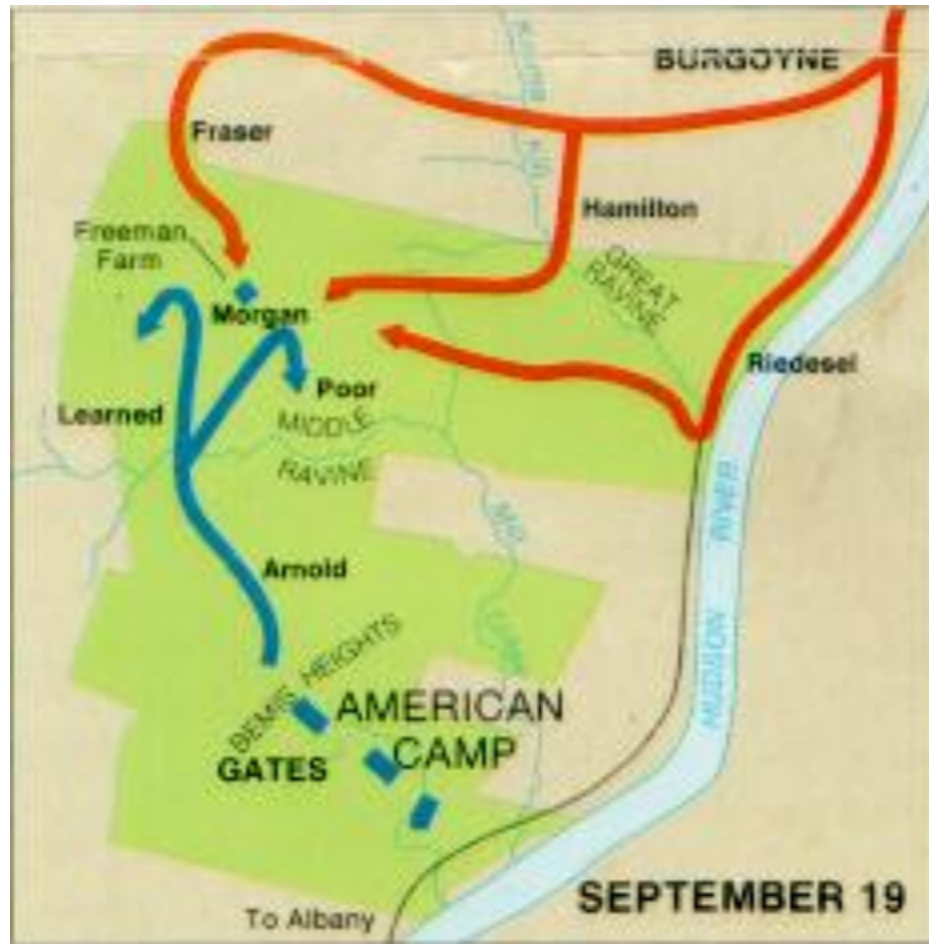 BURGOYNE
Fraser
Hamilton
Freeman
Farm
GREAT
RAVINE
Morgan
Riedesel
Poor
Learned
MIDDLE
RAVINE
HUDSON RIVER
Arnold
BEMIS HEIGHTS
AMERICAN
CAMP
GATES
SEPTEMBER 19
To Albany